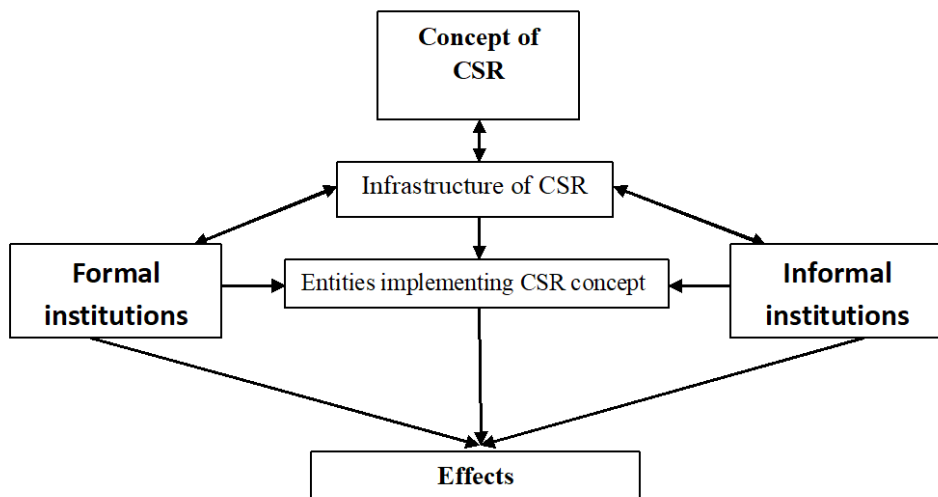 Concept of
CSR
Infrastructure of CSR
Formal
institutions
Entities implementing CSR concept
Informal
institutions
Effects